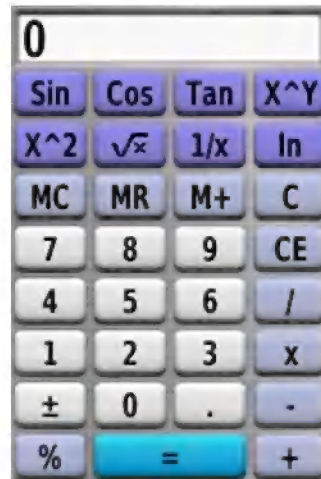 0
Sin Cos Tan X^Y
X^2 √x 1/x ln
MC MR M+ C
7 8 9 CE
4 5 6 /
1 2 3 x
± 0 . -
% = +